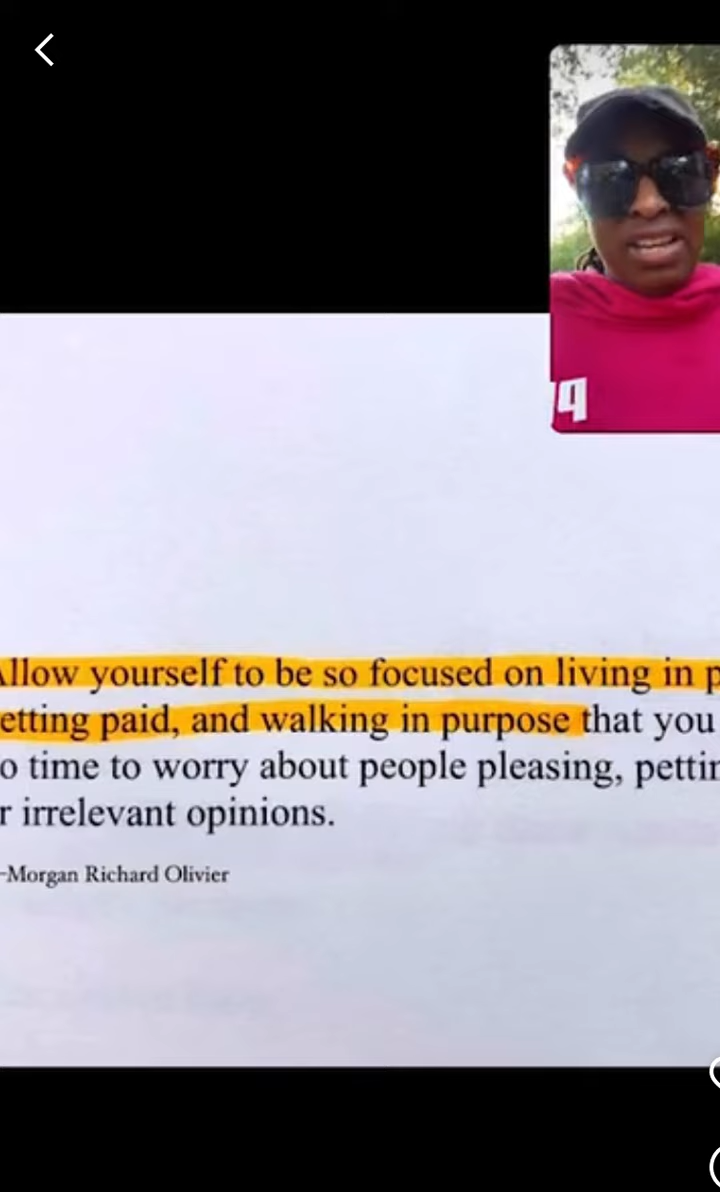 llow yourself to be so focused on living in p
etting paid, and walking in purpose that you
o time to worry about people pleasing, pettin
r irrelevant opinions.
-Morgan Richard Olivier